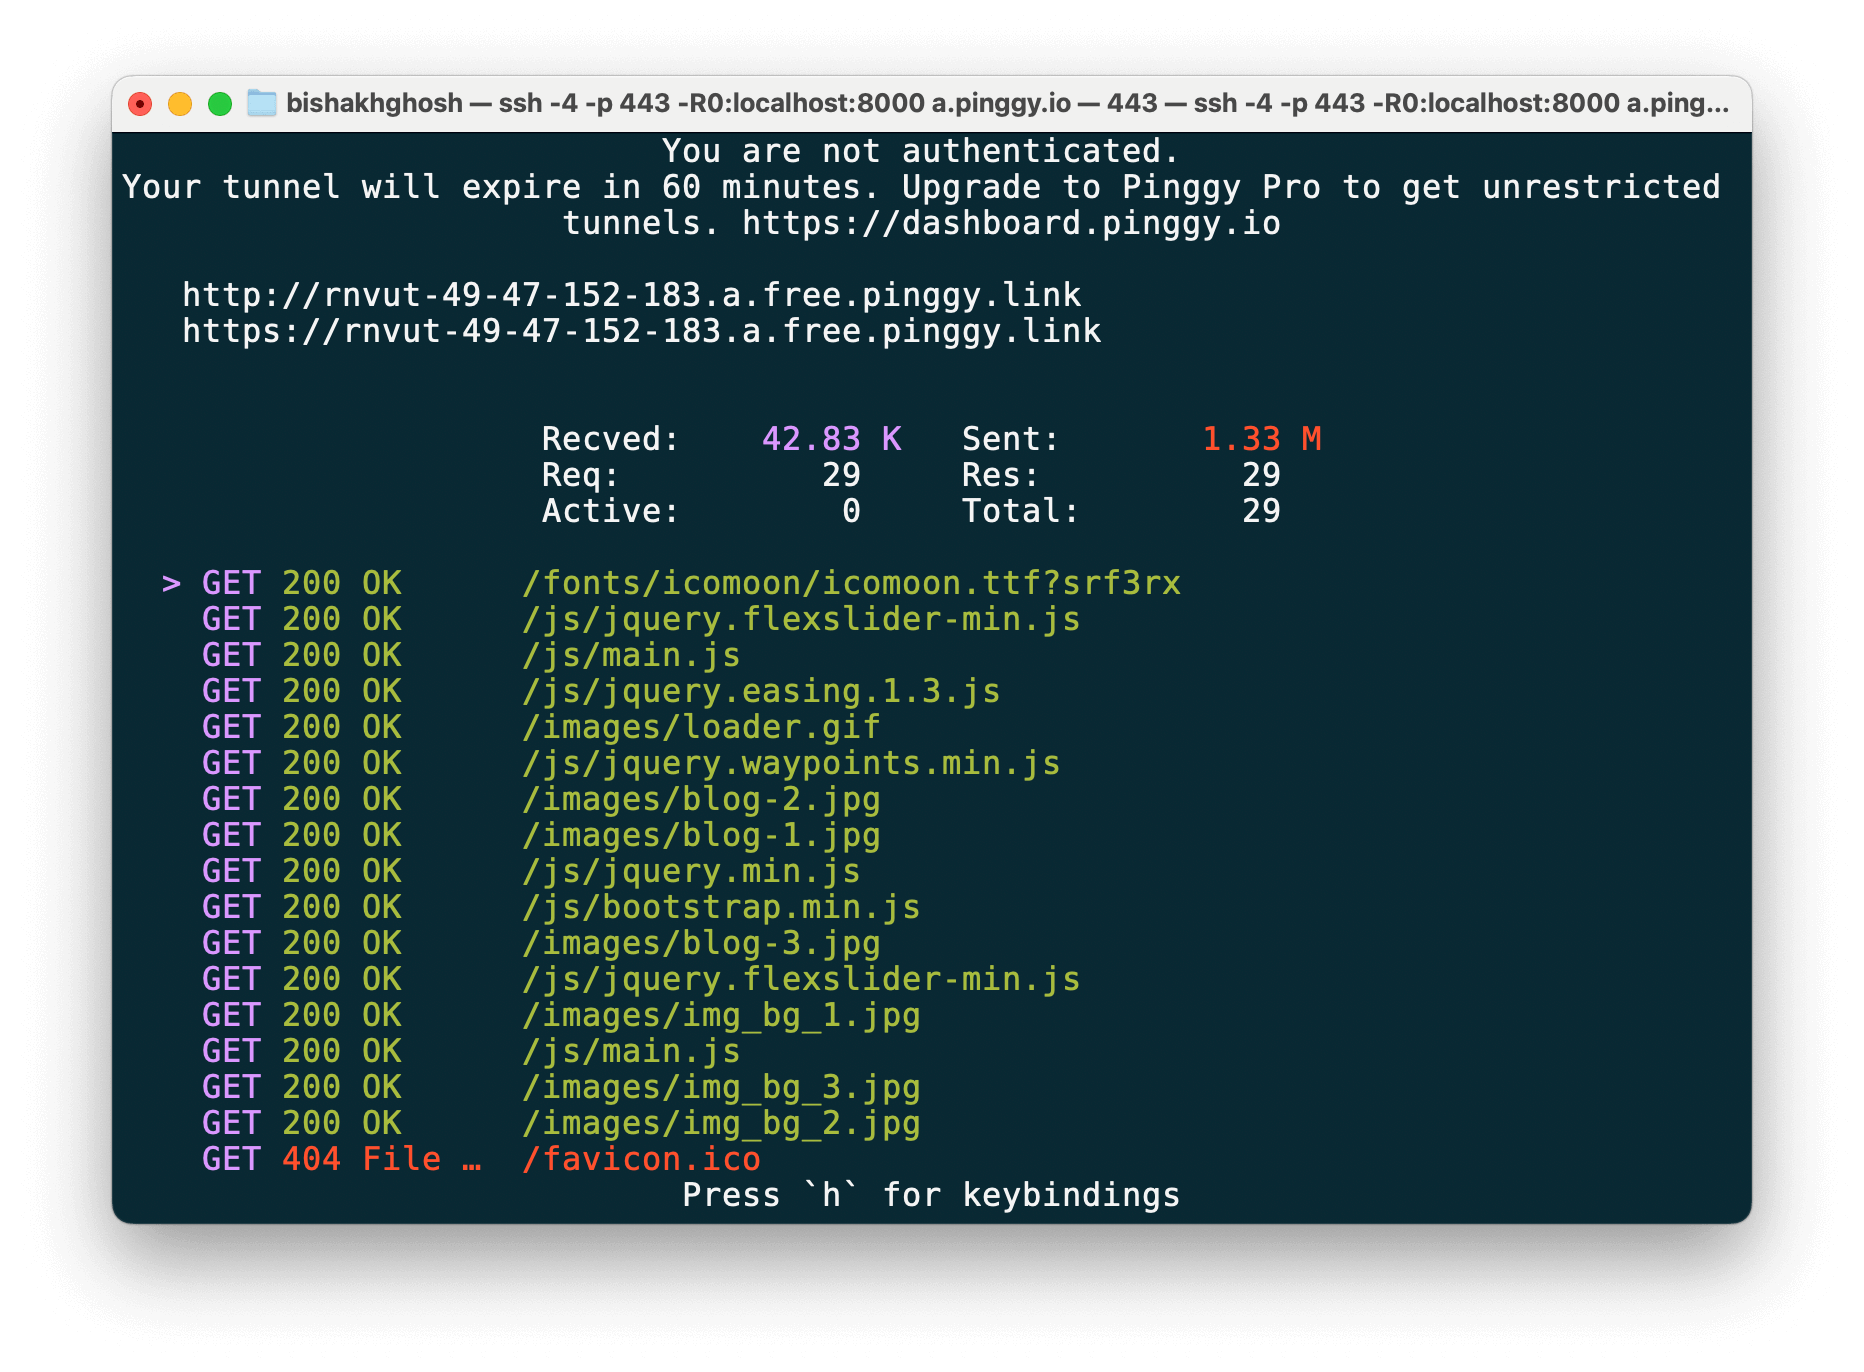 bishakhghosh — ssh -4 -p 443 -R0:localhost:8000 a.pinggy.io — 443 — ssh -4 -p 443 -R0:localhost:8000 a.ping...
You are not authenticated.
Your tunnel will expire in 60 minutes. Upgrade to Pinggy Pro to get unrestricted
tunnels. https://dashboard.pinggy.io
http://rnvut-49-47-152-183.a.free.pinggy.link
https://rnvut-49-47-152-183.a.free.pinggy.link
Recved: 42.83 K Sent: 1.33 M
Req: 29 Res: 29
Active: 0 Total: 29
> GET 200 OK /fonts/icomoon/icomoon.ttf?srf3rx
GET 200 OK /js/jquery.flexslider-min.js
GET 200 OK /js/main.js
GET 200 OK /js/jquery.easing.1.3.js
GET 200 OK /images/loader.gif
GET 200 OK /js/jquery.waypoints.min.js
GET 200 OK /images/blog-2.jpg
GET 200 OK /images/blog-1.jpg
GET 200 OK /js/jquery.min.js
GET 200 OK /js/bootstrap.min.js
GET 200 OK /images/blog-3.jpg
GET 200 OK /js/jquery.flexslider-min.js
GET 200 OK /images/img_bg_1.jpg
GET 200 OK /js/main.js
GET 200 OK /images/img_bg_3.jpg
GET 200 OK /images/img_bg_2.jpg
GET 404 File … /favicon.ico
Press `h` for keybindings